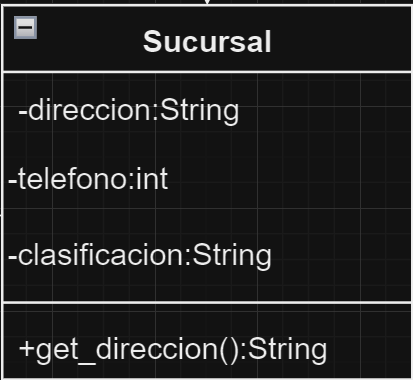 Sucursal
-direccion:String
-telefono:int
-clasificacion:String
+get_direccion():String